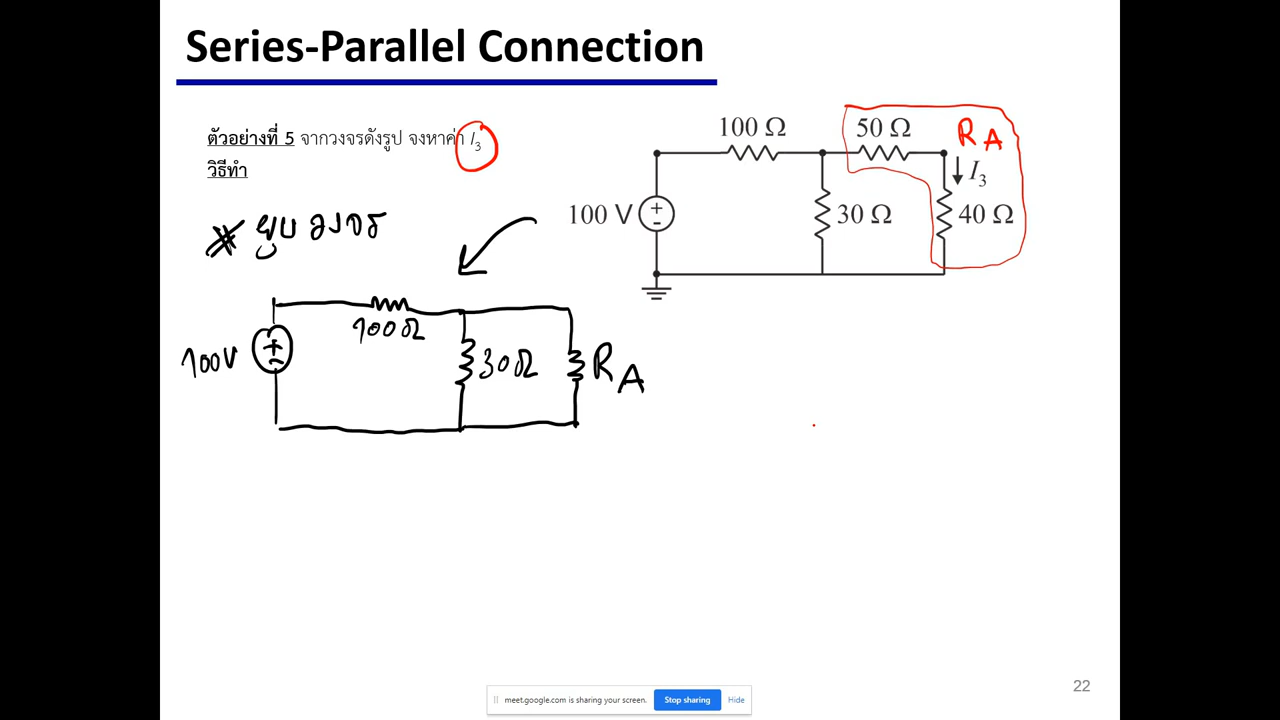 Series-Parallel Connection
ตัวอย่างที่ 5 จากวงจรดังรูป จงหาค่า I3
วิธีทำ
100 Ω
50 Ω
RA
I3
100 V
+
-
30 Ω
40 Ω
* ยุบ วงจร
100V
+
-
100Ω
30Ω
RA
22
meet.google.com is sharing your screen.
Stop sharing
Hide